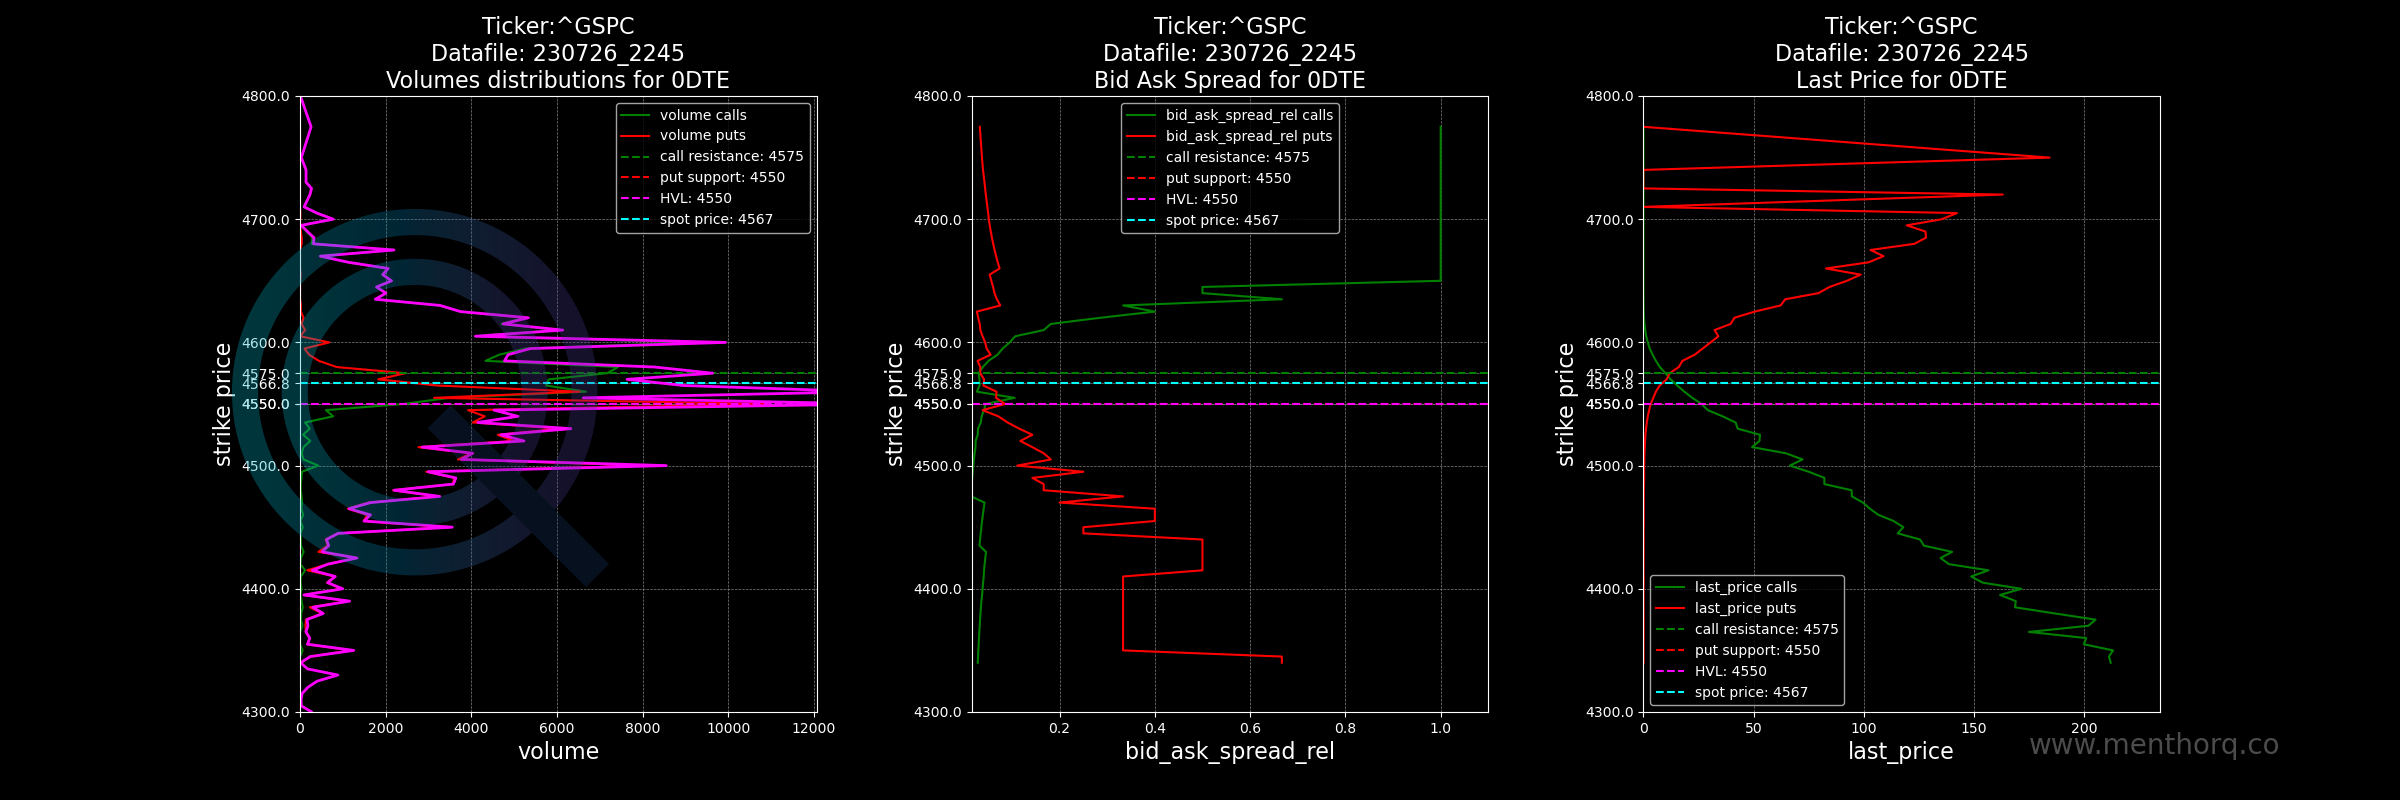 Ticker:^GSPC
Datafile: 230726_2245
Volumes distributions for 0DTE
4800.0
4700.0
4600.0
4575.0
4566.8
4550.0
4500.0
4400.0
4300.0
strike price
volume calls
volume puts
call resistance: 4575
put support: 4550
HVL: 4550
spot price: 4567
0 2000 4000 6000 8000 10000 12000
volume
Ticker:^GSPC
Datafile: 230726_2245
Bid Ask Spread for 0DTE
4800.0
4700.0
4600.0
4575.0
4566.8
4550.0
4500.0
4400.0
4300.0
strike price
bid_ask_spread_rel calls
bid_ask_spread_rel puts
call resistance: 4575
put support: 4550
HVL: 4550
spot price: 4567
0.2 0.4 0.6 0.8 1.0
bid_ask_spread_rel
Ticker:^GSPC
Datafile: 230726_2245
Last Price for 0DTE
4800.0
4700.0
4600.0
4575.0
4566.8
4550.0
4500.0
4400.0
4300.0
strike price
last_price calls
last_price puts
call resistance: 4575
put support: 4550
HVL: 4550
spot price: 4567
0 50 100 150 200
last_price
www.menthorq.co